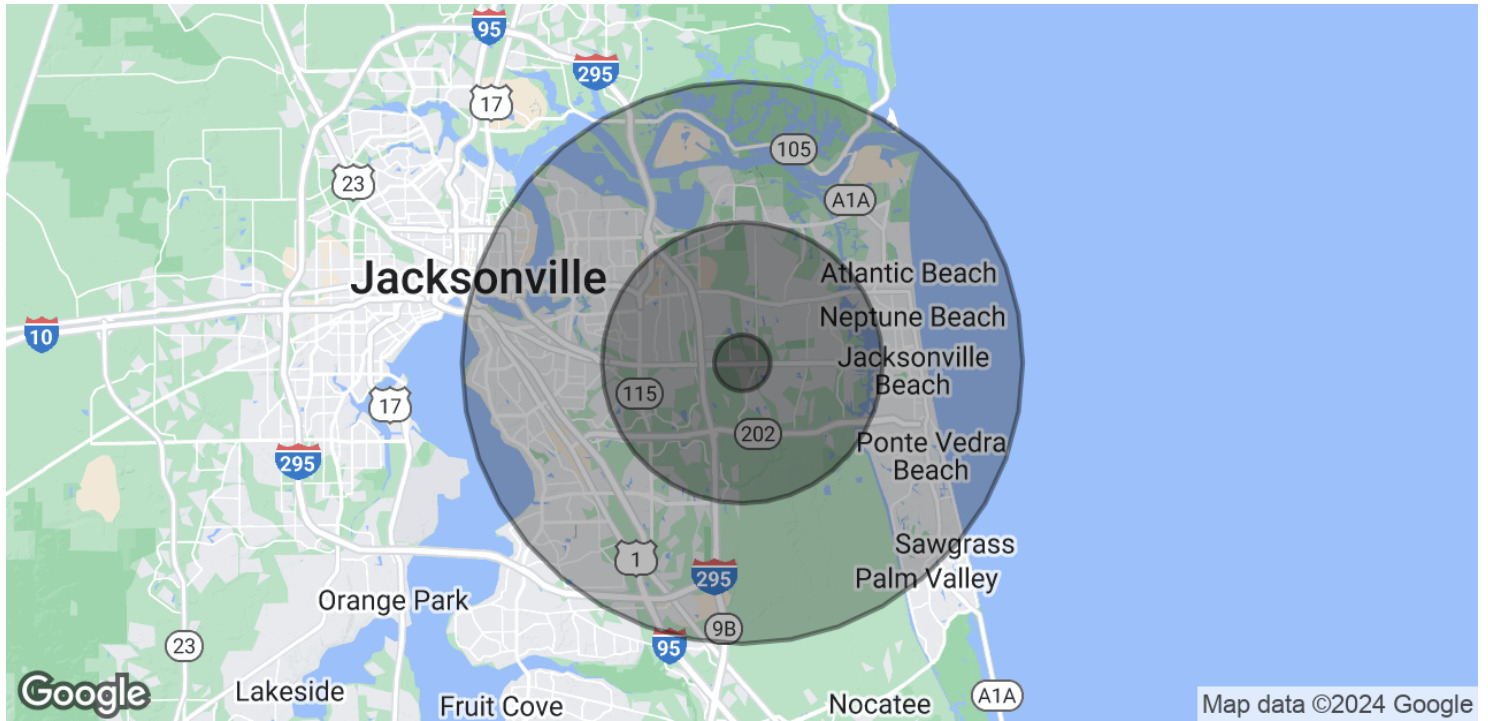 95
295
17
105
23
A1A
Atlantic Beach
Jacksonville
Neptune Beach
10
Jacksonville
Beach
115
17
202
Ponte Vedra
Beach
295
Sawgrass
1
295
Palm Valley
Orange Park
9B
23
95
Google
Lakeside
Fruit Cove
Nocatee
A1A
Map data ©2024 Google